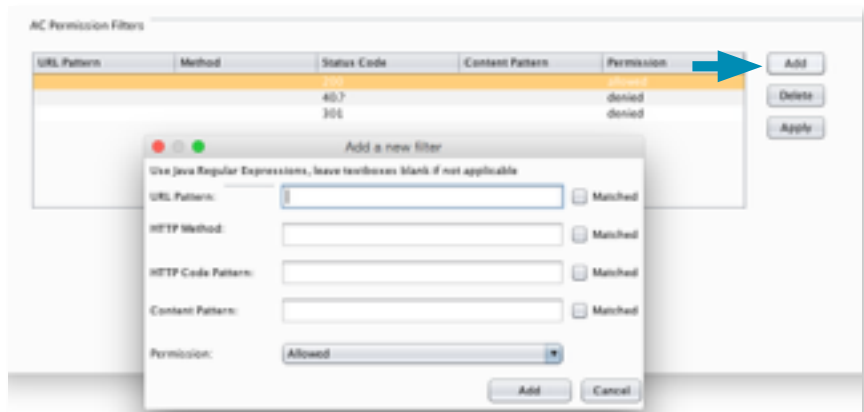 AC Permission Filters
URL Pattern Method Status Code Content Pattern Permission Add
200 allowed
40.? denied Delete
301 denied
Apply
Add a new filter
Use Java Regular Expressions, leave textboxes blank if not applicable
URL Pattern: Matched
HTTP Method: Matched
HTTP Code Pattern: Matched
Content Pattern: Matched
Permission: Allowed
Add Cancel